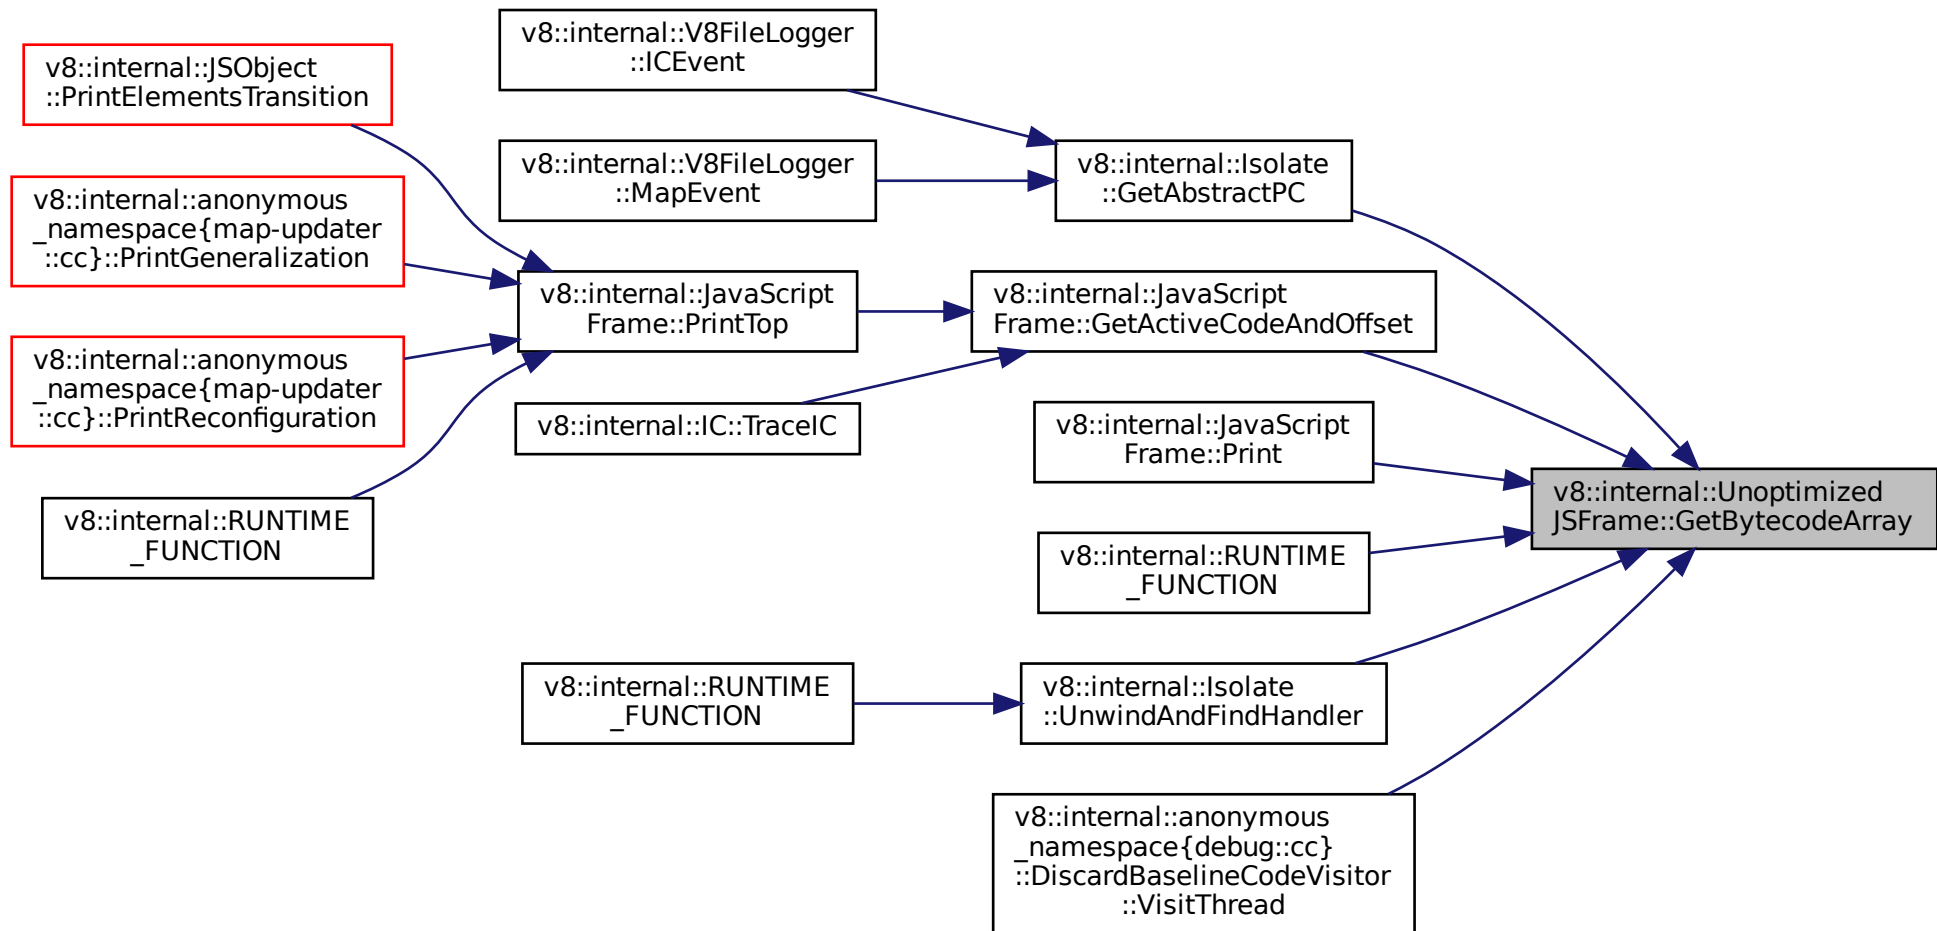 v8::internal::V8FileLogger
::ICEvent
v8::internal::JSObject
::PrintElementsTransition
v8::internal::V8FileLogger
::MapEvent
v8::internal::Isolate
::GetAbstractPC
v8::internal::anonymous
_namespace{map-updater
::cc}::PrintGeneralization
v8::internal::JavaScript
Frame::PrintTop
v8::internal::JavaScript
Frame::GetActiveCodeAndOffset
v8::internal::anonymous
_namespace{map-updater
::cc}::PrintReconfiguration
v8::internal::IC::TraceIC
v8::internal::JavaScript
Frame::Print
v8::internal::Unoptimized
JSFrame::GetBytecodeArray
v8::internal::RUNTIME
_FUNCTION
v8::internal::RUNTIME
_FUNCTION
v8::internal::RUNTIME
_FUNCTION
v8::internal::Isolate
::UnwindAndFindHandler
v8::internal::anonymous
_namespace{debug::cc}
::DiscardBaselineCodeVisitor
::VisitThread